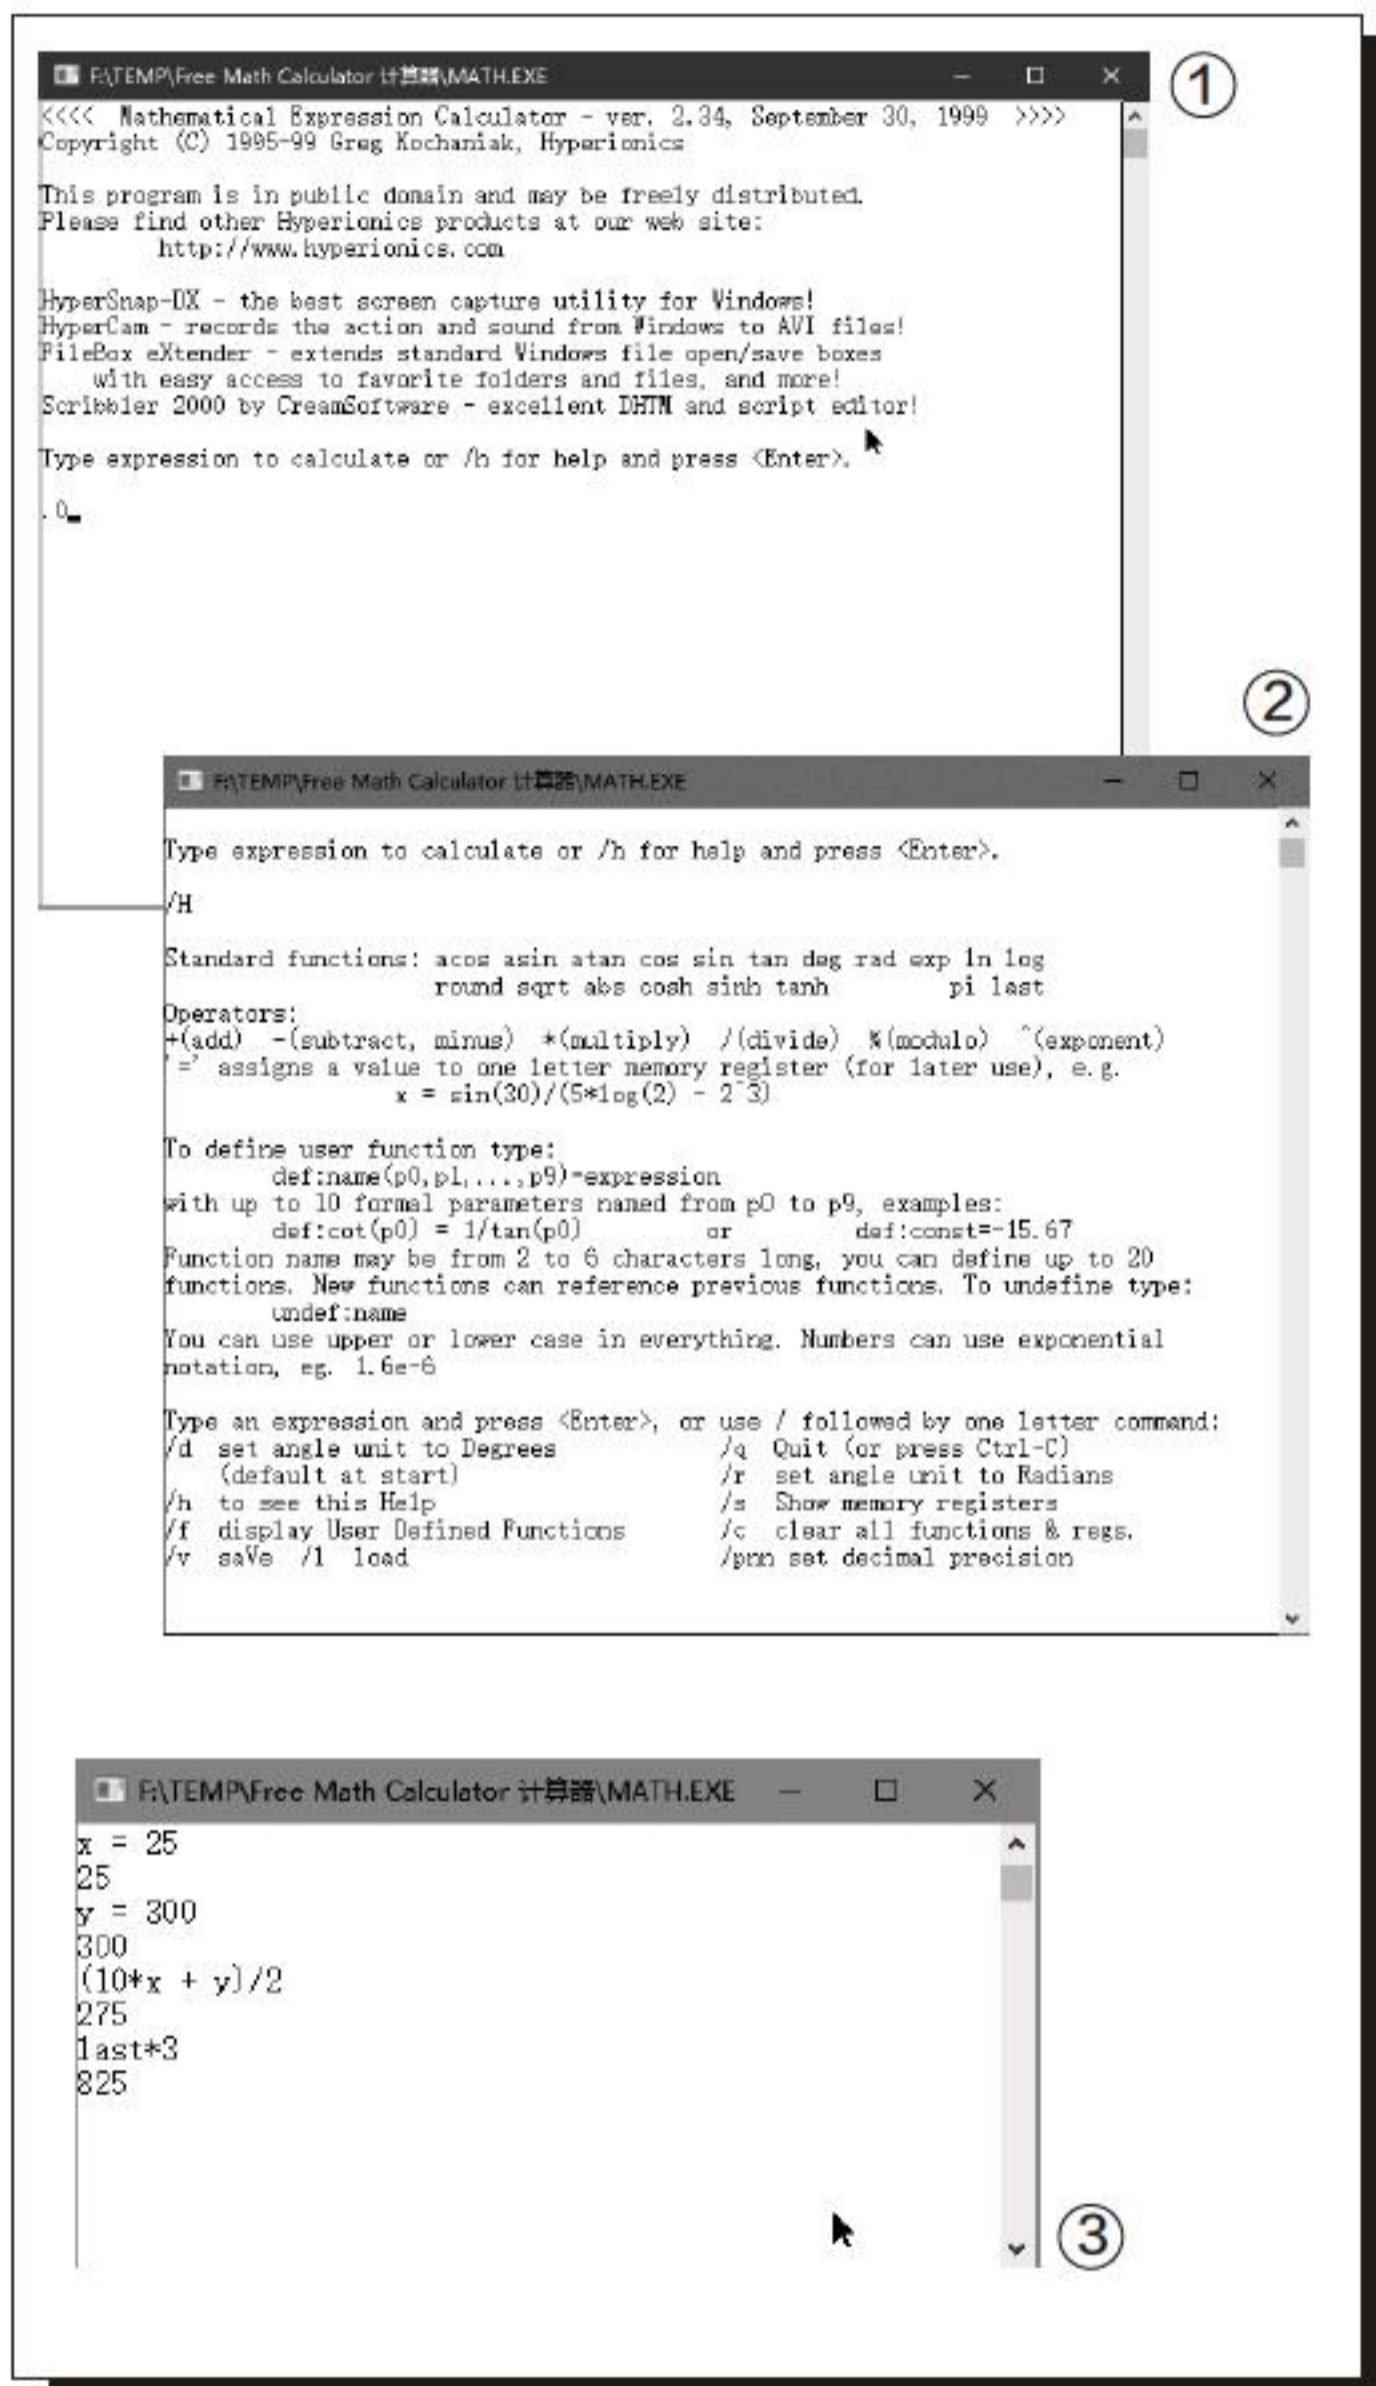 F:\TEMP\Free Math Calculator 计算器\MATH.EXE
①
<<<<  Mathematical Expression Calculator - ver. 2.34, September 30, 1999  >>>>
Copyright (C) 1995-99 Greg Kochaniak, Hyperionics
This program is in public domain and may be freely distributed.
Please find other Hyperionics products at our web site:
http://www.hyperionics.com
HyperSnap-DX - the best screen capture utility for Windows!
HyperCam - records the action and sound from Windows to AVI files!
FileBox eXtender - extends standard Windows file open/save boxes
with easy access to favorite folders and files, and more!
Scribbler 2000 by CreamSoftware - excellent DHTM and script editor!
Type expression to calculate or /h for help and press <Enter>.
.0_
②
F:\TEMP\Free Math Calculator 计算器\MATH.EXE
Type expression to calculate or /h for help and press <Enter>.
/H
Standard functions: acos asin atan cos sin tan deg rad exp ln log
round sqrt abs cosh sinh tanh pi last
Operators:
+(add)  -(subtract, minus)  *(multiply)  /(divide)  %(modulo)  ^(exponent)
'=' assigns a value to one letter memory register (for later use), e.g.
x = sin(30)/(5*log(2) - 2^3)
To define user function type:
def:name(p0,p1,...,p9)=expression
with up to 10 formal parameters named from p0 to p9, examples:
def:cot(p0) = 1/tan(p0) or def:const=-15.67
Function name may be from 2 to 6 characters long, you can define up to 20
functions. New functions can reference previous functions. To undefine type:
undef:name
You can use upper or lower case in everything. Numbers can use exponential
notation, eg. 1.6e-6
Type an expression and press <Enter>, or use / followed by one letter command:
/d  set angle unit to Degrees /q  Quit (or press Ctrl-C)
(default at start) /r  set angle unit to Radians
/h  to see this Help /s  Show memory registers
/f  display User Defined Functions /c  clear all functions & regs.
/v  saVe  /l  load /pnn set decimal precision
F:\TEMP\Free Math Calculator 计算器\MATH.EXE
x = 25
25
y = 300
300
(10*x + y)/2
275
last*3
825
③